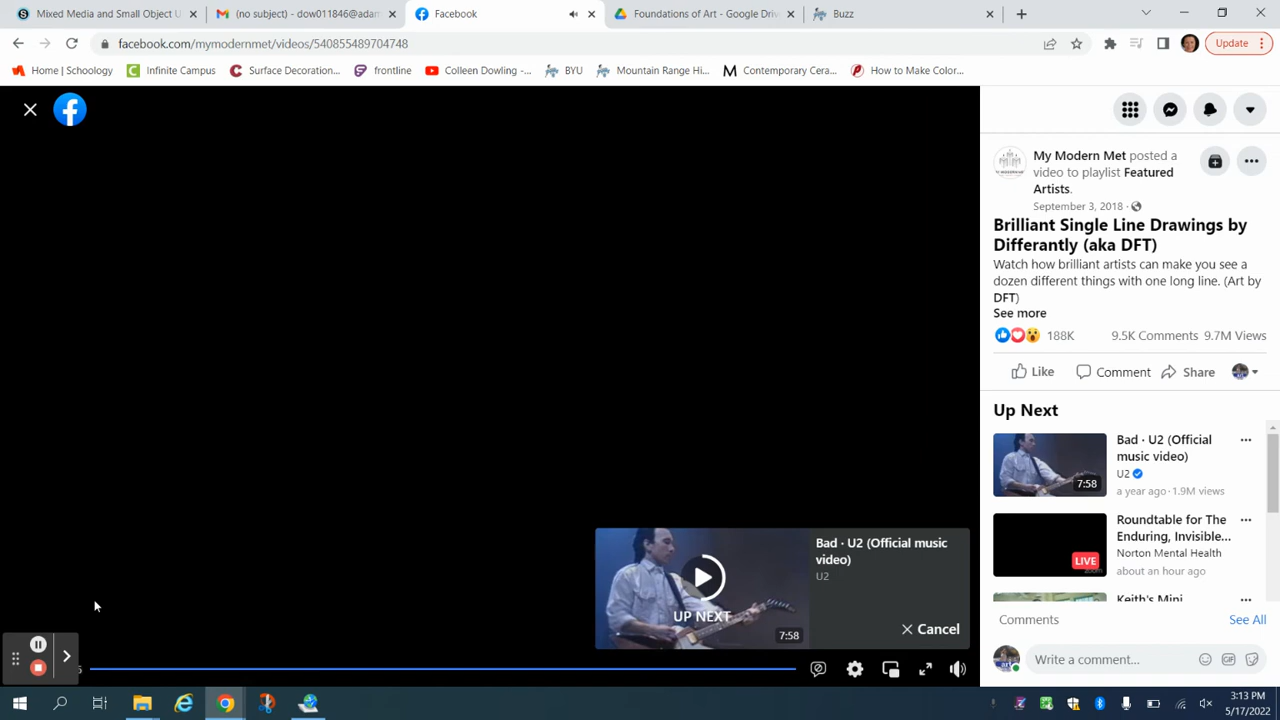 Mixed Media and Small Object U
(no subject) - dow011846@adam
Facebook
Foundations of Art - Google Driv
Buzz
facebook.com/mymodernmet/videos/540855489704748
Update
Home | Schoology
Infinite Campus
Surface Decoration...
frontline
Colleen Dowling -...
BYU
Mountain Range Hi...
Contemporary Cera...
How to Make Color...
My Modern Met posted a
video to playlist Featured
Artists.
September 3, 2018 ·
Brilliant Single Line Drawings by
Differantly (aka DFT)
Watch how brilliant artists can make you see a
dozen different things with one long line. (Art by
DFT)
See more
188K 9.5K Comments 9.7M Views
Like Comment Share
Up Next
Bad · U2 (Official
music video)
U2
a year ago · 1.9M views
7:58
Roundtable for The
Enduring, Invisible...
Norton Mental Health
about an hour ago
LIVE
zoom
Keith's Mini
Bad · U2 (Official music
video)
U2
UP NEXT
7:58
Cancel
Comments See All
Write a comment...
GIF
3:13 PM
5/17/2022